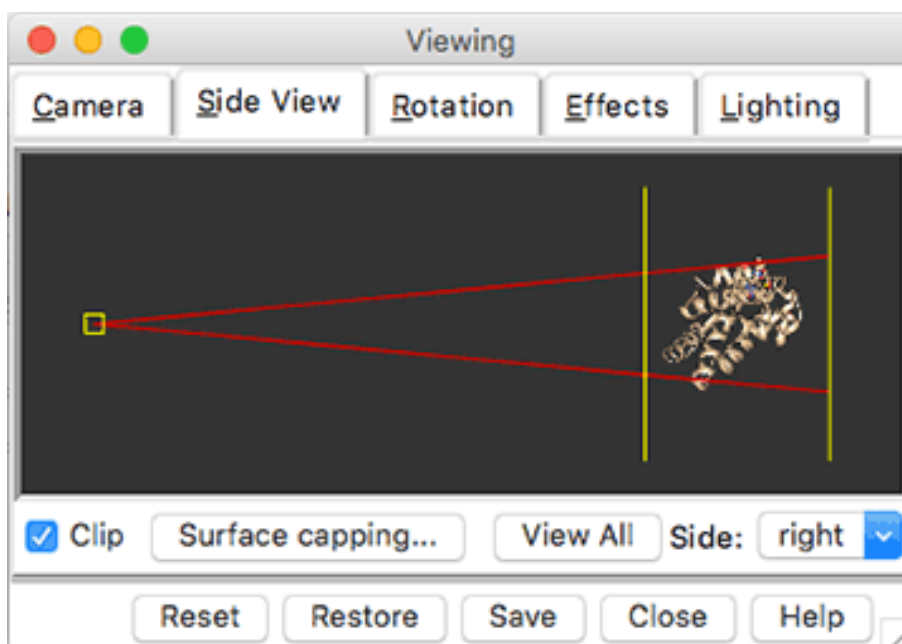 Viewing
Camera Side View Rotation Effects Lighting
Clip Surface capping... View All Side: right
Reset Restore Save Close Help